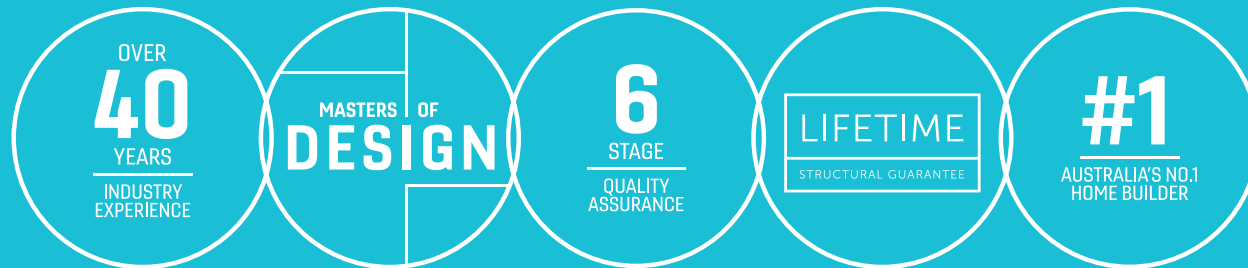 OVER
40
YEARS
INDUSTRY
EXPERIENCE
MASTERS OF
DESIGN
6
STAGE
QUALITY
ASSURANCE
LIFETIME
STRUCTURAL GUARANTEE
#1
AUSTRALIA'S NO.1
HOME BUILDER